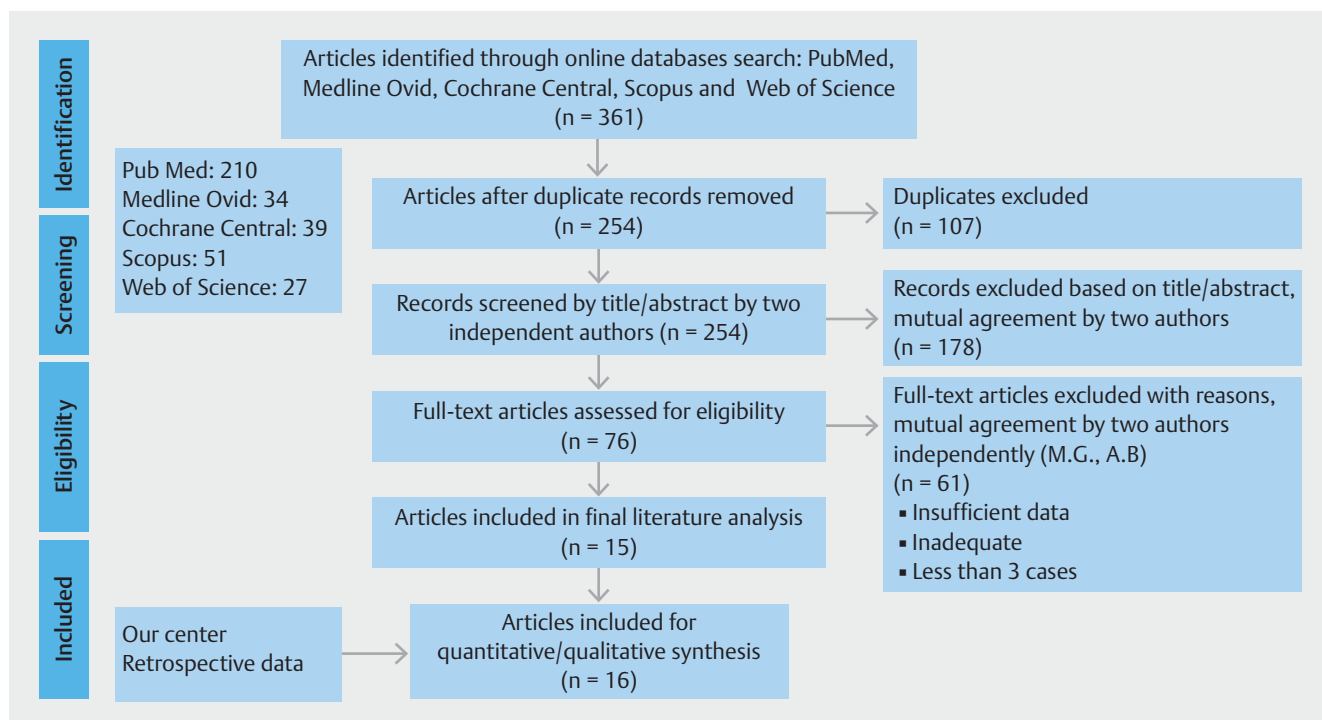 Identification
Articles identified through online databases search: PubMed,
Medline Ovid, Cochrane Central, Scopus and Web of Science
(n = 361)
Pub Med: 210
Medline Ovid: 34
Cochrane Central: 39
Scopus: 51
Web of Science: 27
Articles after duplicate records removed
(n = 254)
Duplicates excluded
(n = 107)
Screening
Records screened by title/abstract by two
independent authors (n = 254)
Records excluded based on title/abstract,
mutual agreement by two authors
(n = 178)
Eligibility
Full-text articles assessed for eligibility
(n = 76)
Full-text articles excluded with reasons,
mutual agreement by two authors
independently (M.G., A.B)
(n = 61)
▪ Insufficient data
▪ Inadequate
▪ Less than 3 cases
Articles included in final literature analysis
(n = 15)
Included
Our center
Retrospective data
Articles included for
quantitative/qualitative synthesis
(n = 16)